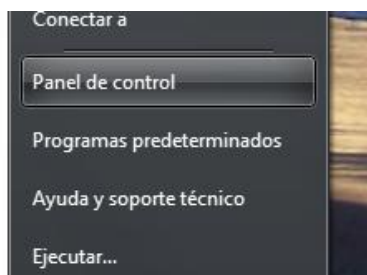 Conectar a
Panel de control
Programas predeterminados
Ayuda y soporte técnico
Ejecutar...